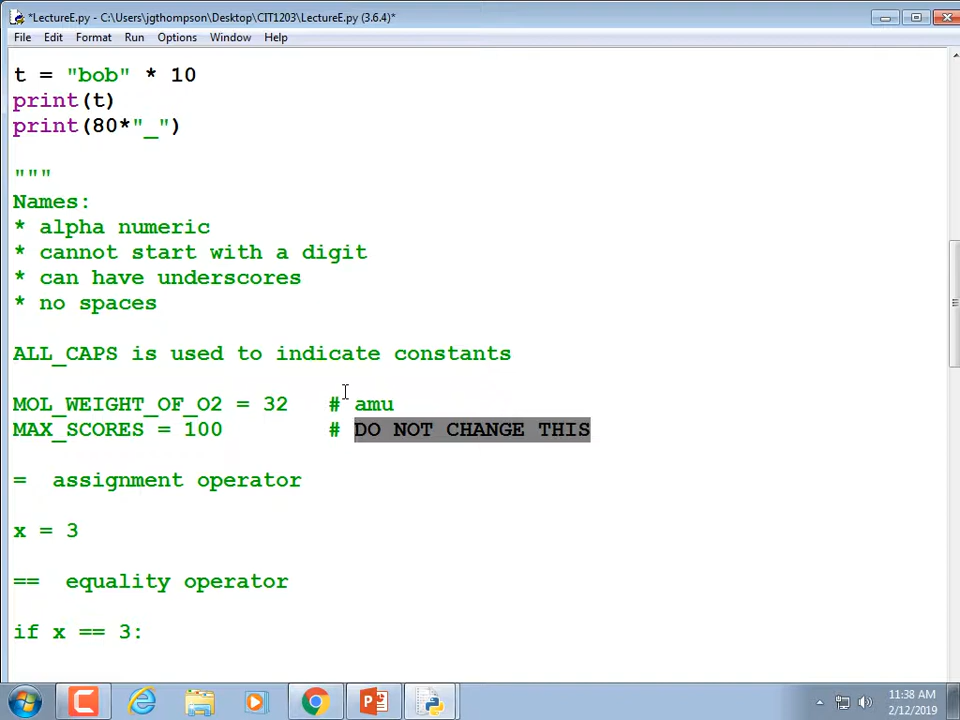 *LectureE.py - C:\Users\jgthompson\Desktop\CIT1203\LectureE.py (3.6.4)*
File Edit Format Run Options Window Help
t = "bob" * 10
print(t)
print(80*"_")
"""
Names:
* alpha numeric
* cannot start with a digit
* can have underscores
* no spaces
ALL_CAPS is used to indicate constants
MOL_WEIGHT_OF_O2 = 32   # amu
MAX_SCORES = 100        # DO NOT CHANGE THIS
=  assignment operator
x = 3
==  equality operator
if x == 3:
11:38 AM
2/12/2019